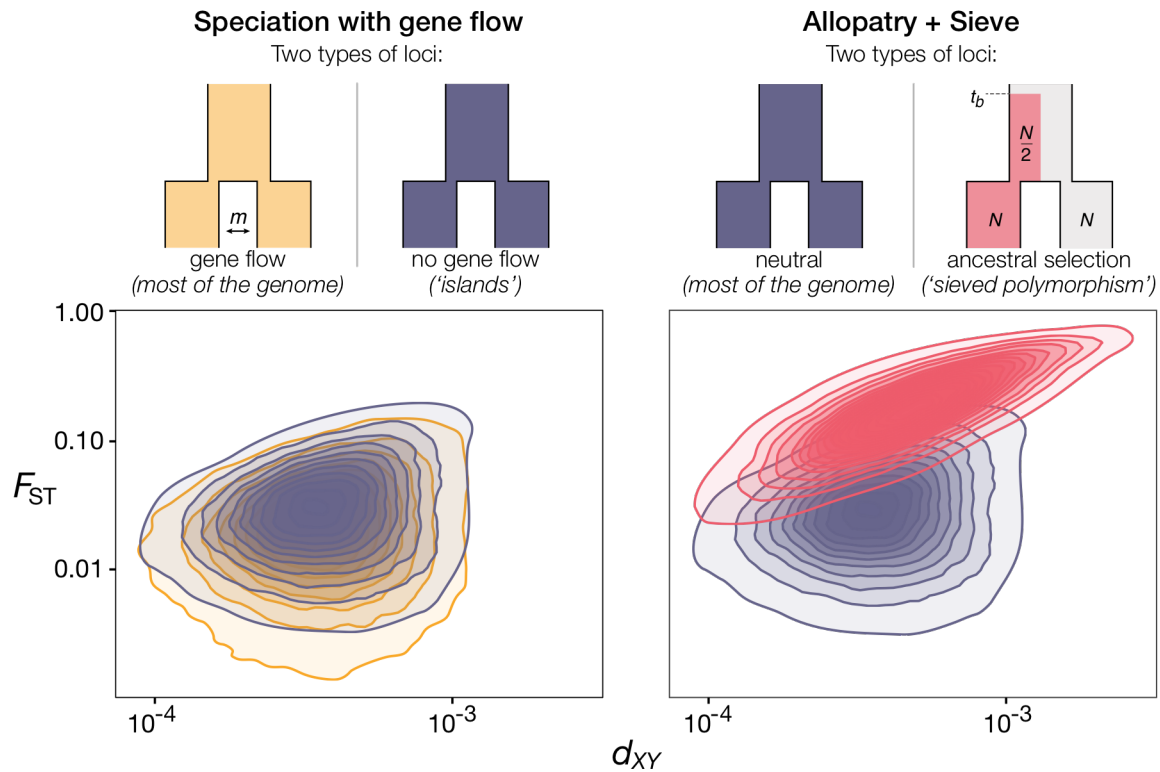 Speciation with gene flow
Two types of loci:
m
gene flow
(most of the genome)
no gene flow
('islands')
Allopatry + Sieve
Two types of loci:
neutral
(most of the genome)
t_b
N/2
N
N
ancestral selection
('sieved polymorphism')
F_ST
1.00
0.10
0.01
10^-4
10^-3
10^-4
10^-3
d_XY